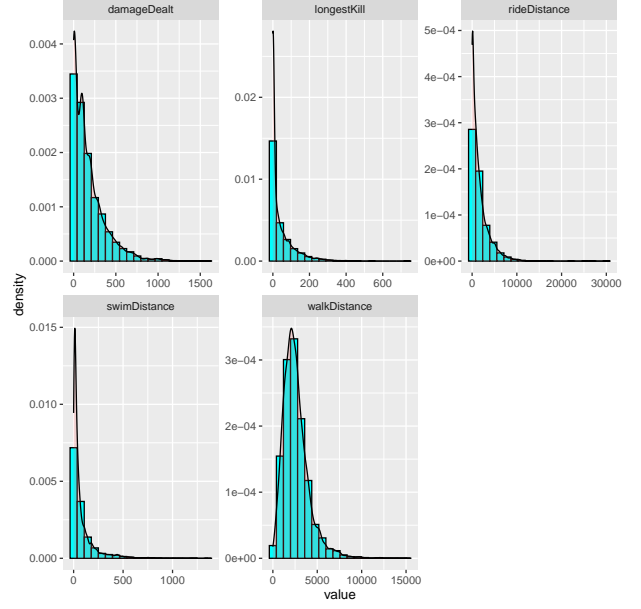 damageDealt
longestKill
rideDistance
0.004
0.003
0.002
0.001
0.000
0 500 1000 1500
0.02
0.01
0.00
0 200 400 600
5e−04
4e−04
3e−04
2e−04
1e−04
0e+00
0 10000 20000 30000
density
swimDistance
walkDistance
0.015
0.010
0.005
0.000
0 500 1000
3e−04
2e−04
1e−04
0e+00
0 5000 10000 15000
value